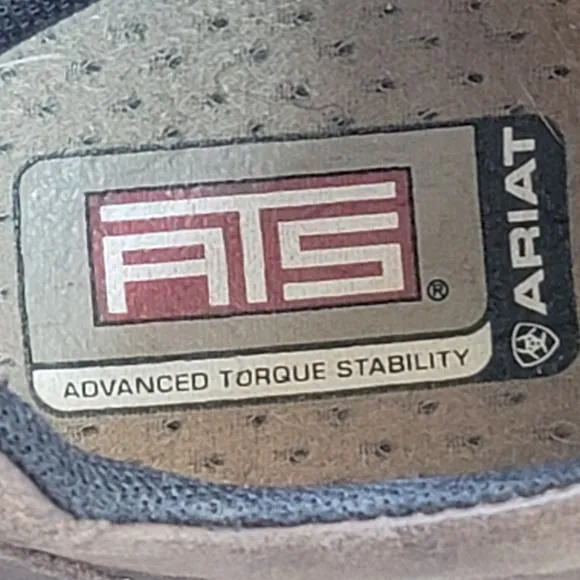 ATS®
ADVANCED TORQUE STABILITY
ARIAT